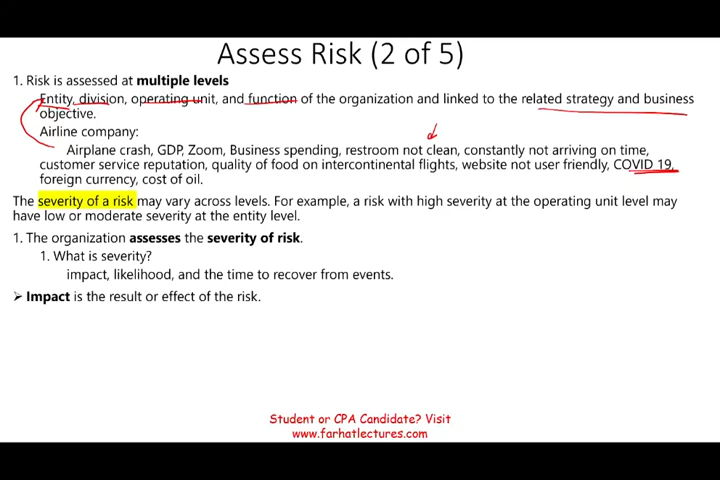 Assess Risk (2 of 5)
1. Risk is assessed at multiple levels
Entity, division, operating unit, and function of the organization and linked to the related strategy and business
objective.
Airline company:
Airplane crash, GDP, Zoom, Business spending, restroom not clean, constantly not arriving on time,
customer service reputation, quality of food on intercontinental flights, website not user friendly, COVID 19,
foreign currency, cost of oil.
The severity of a risk may vary across levels. For example, a risk with high severity at the operating unit level may
have low or moderate severity at the entity level.
1. The organization assesses the severity of risk.
1. What is severity?
impact, likelihood, and the time to recover from events.
➢ Impact is the result or effect of the risk.
Student or CPA Candidate? Visit
www.farhatlectures.com